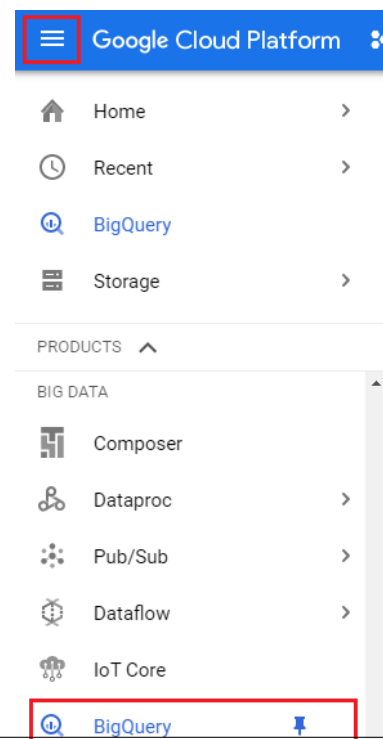 Google Cloud Platform
Home
Recent
BigQuery
Storage
PRODUCTS
BIG DATA
Composer
Dataproc
Pub/Sub
Dataflow
IoT Core
BigQuery